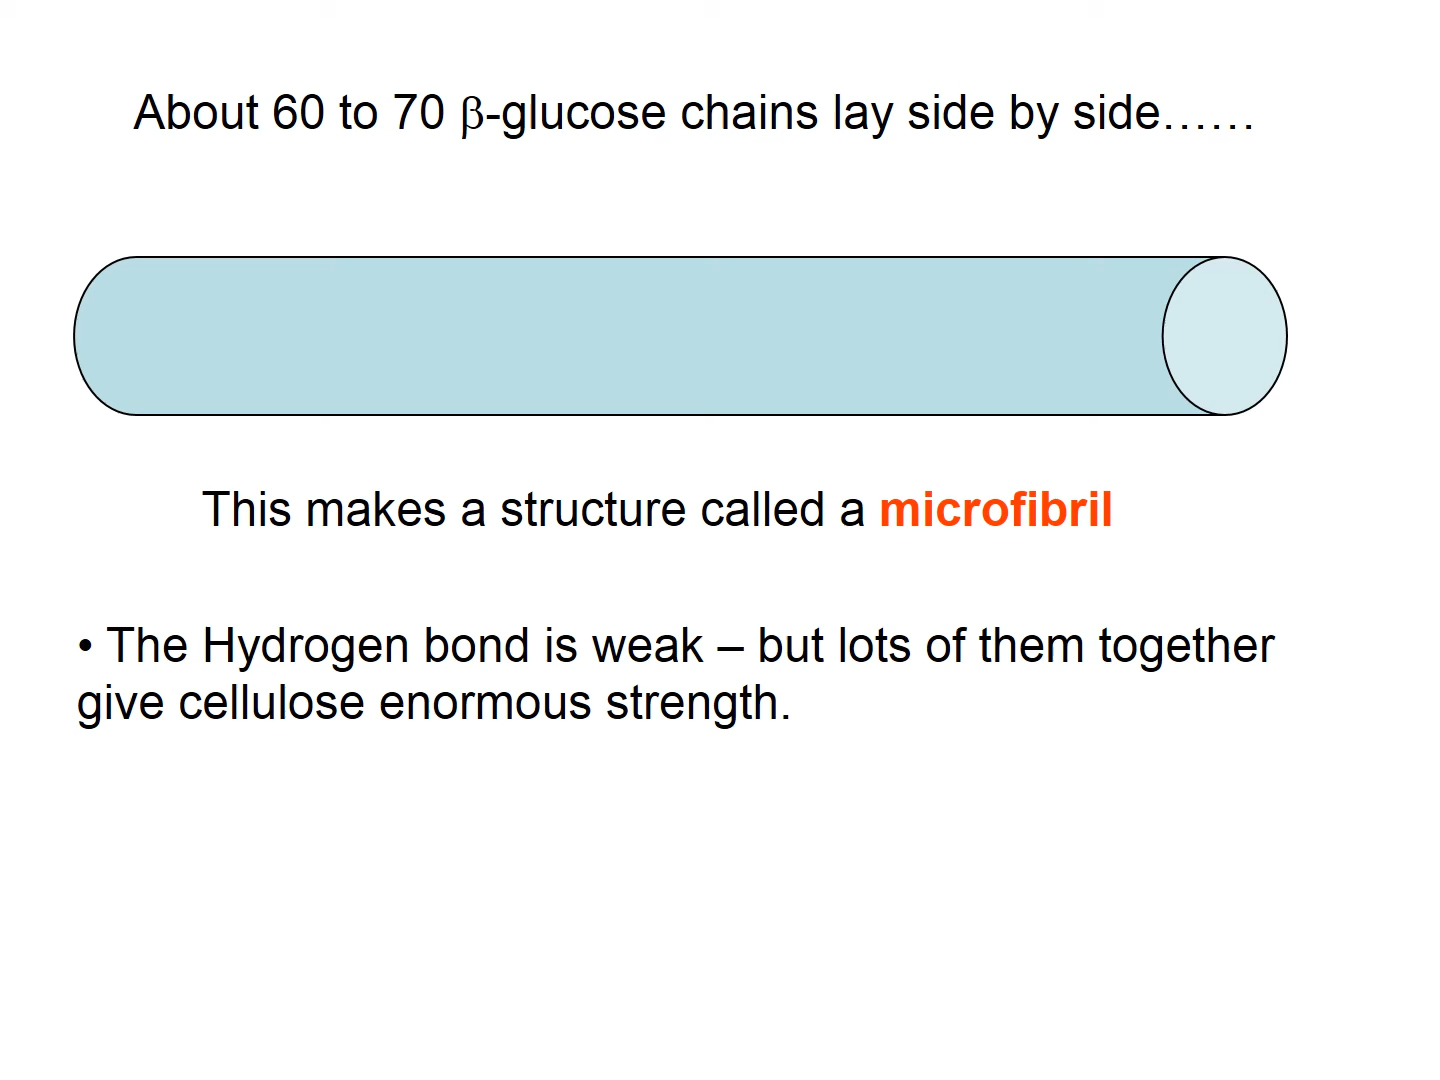 About 60 to 70 β-glucose chains lay side by side……
This makes a structure called a microfibril
• The Hydrogen bond is weak – but lots of them together
give cellulose enormous strength.